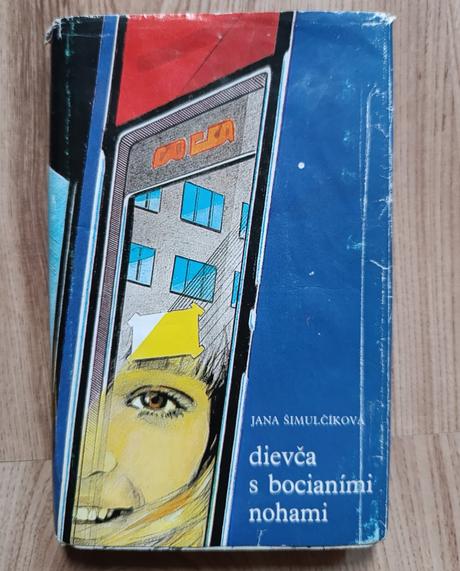 JANA ŠIMULČÍKOVÁ
dievča
s bocianími
nohami